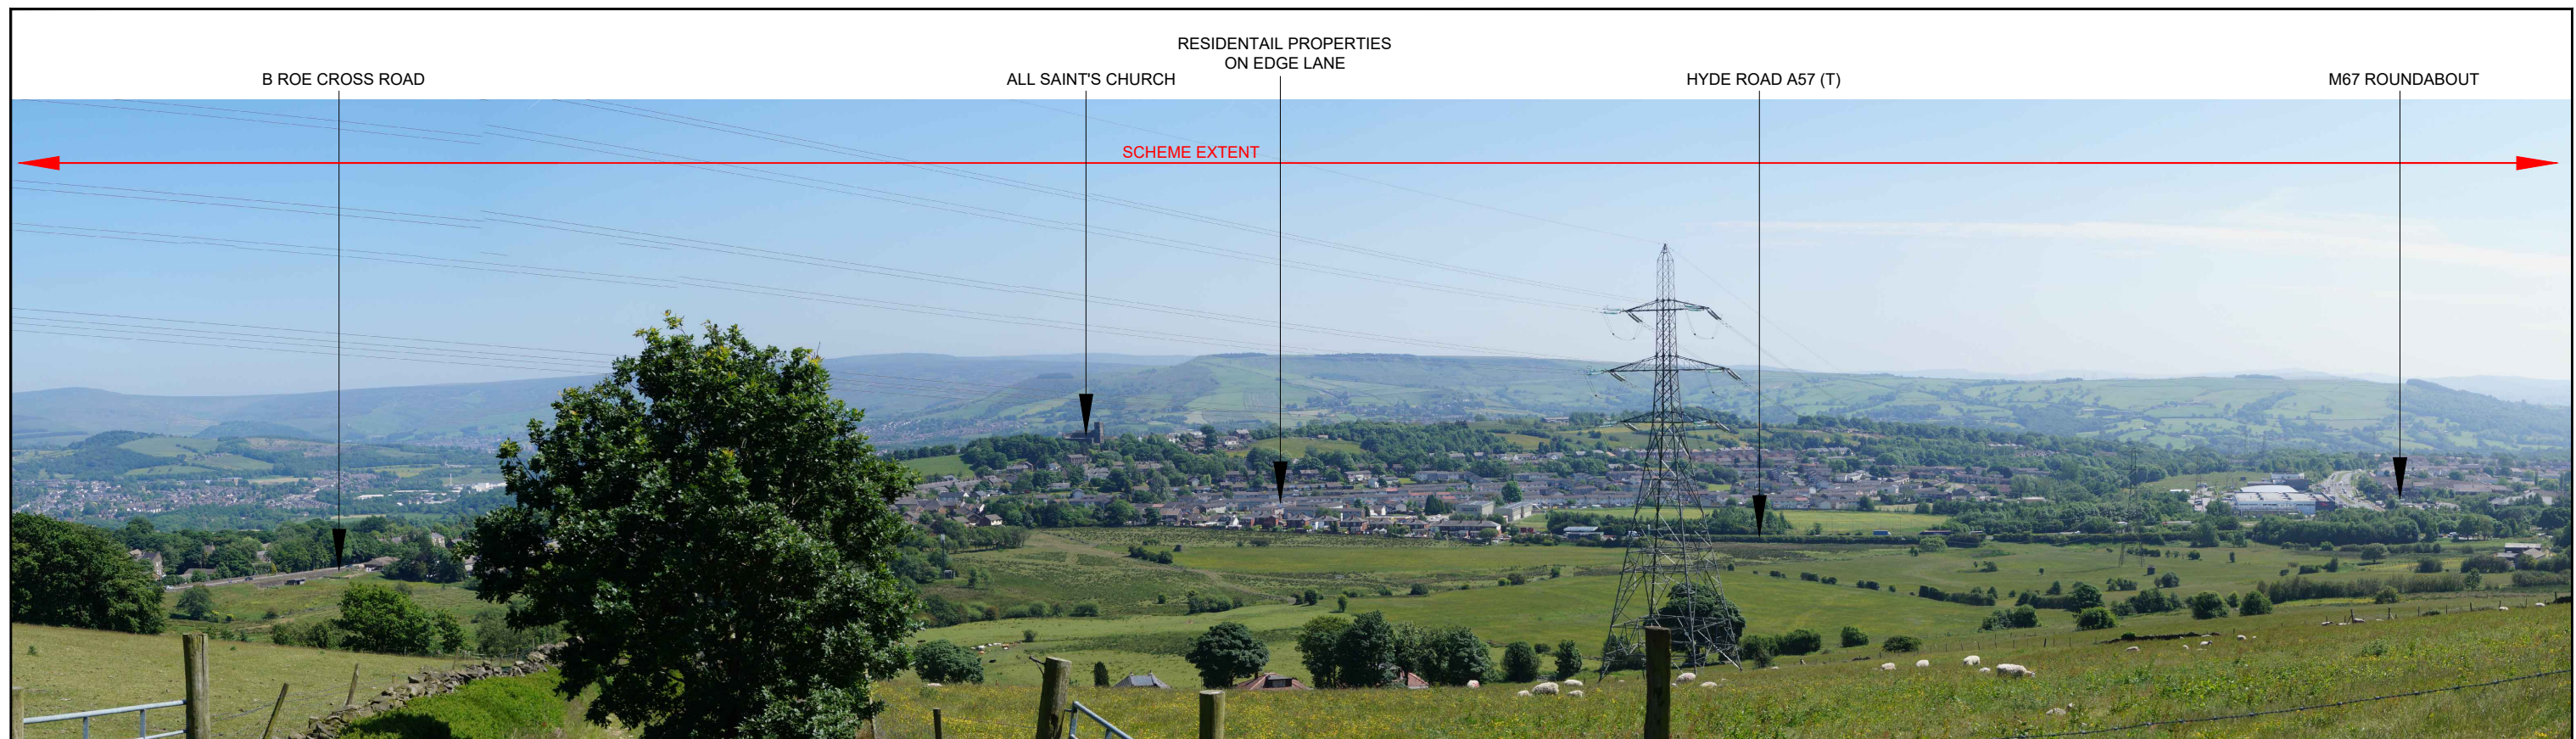 RESIDENTAIL PROPERTIES
ON EDGE LANE
B ROE CROSS ROAD
ALL SAINT'S CHURCH
HYDE ROAD A57 (T)
M67 ROUNDABOUT
SCHEME EXTENT